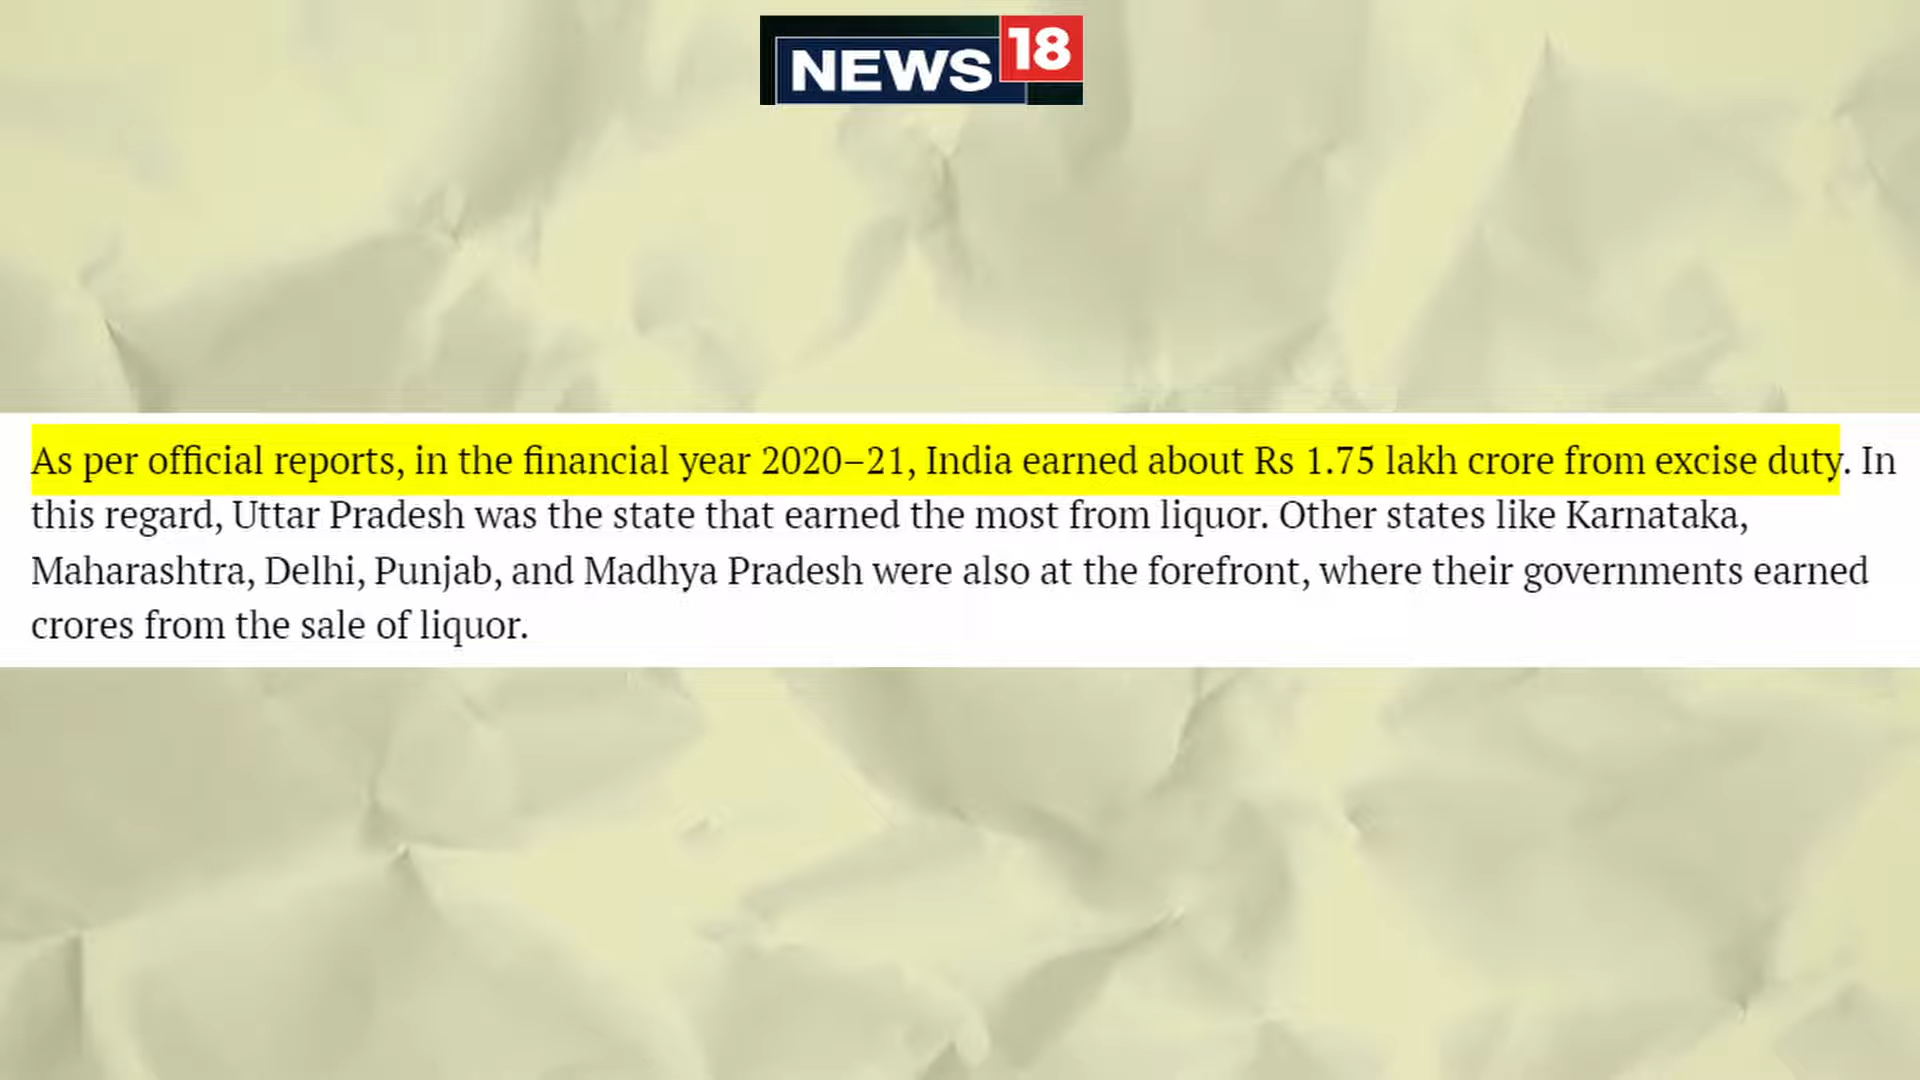 NEWS 18
As per official reports, in the financial year 2020–21, India earned about Rs 1.75 lakh crore from excise duty. In
this regard, Uttar Pradesh was the state that earned the most from liquor. Other states like Karnataka,
Maharashtra, Delhi, Punjab, and Madhya Pradesh were also at the forefront, where their governments earned
crores from the sale of liquor.